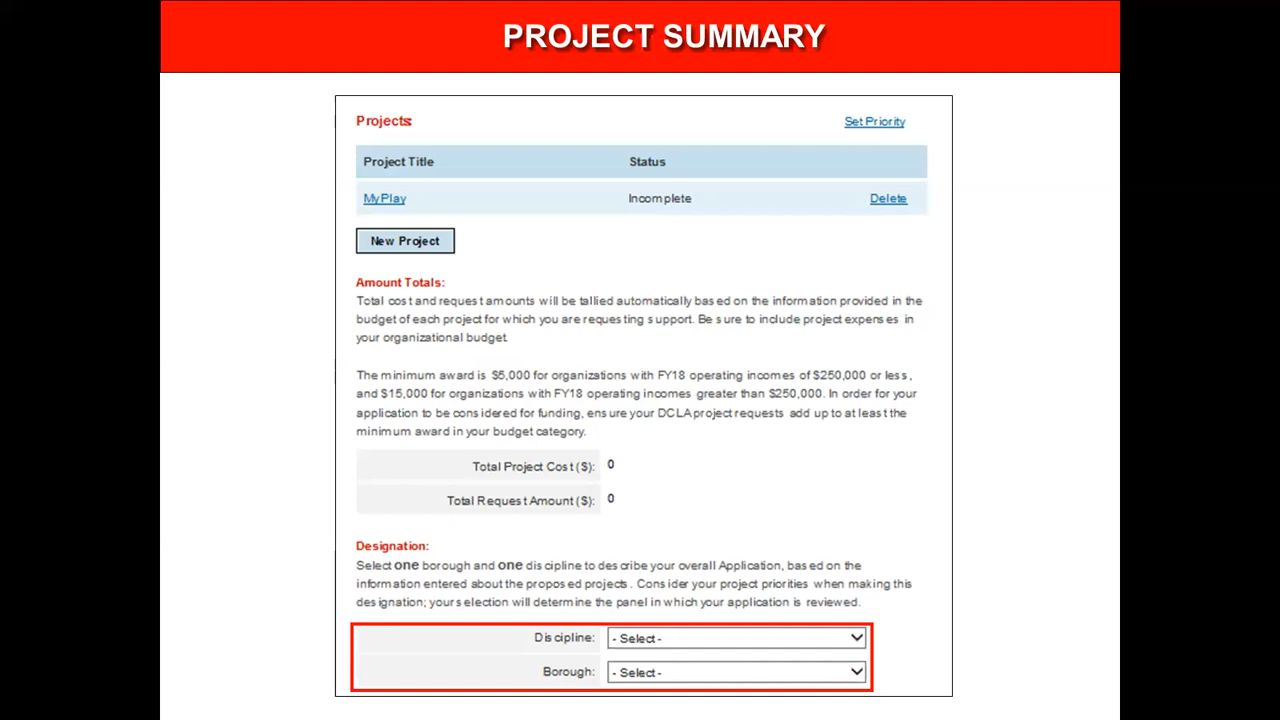 PROJECT SUMMARY
Projects:
Set Priority
Project Title Status
My Play Incomplete Delete
New Project
Amount Totals:
Total cost and request amounts will be tallied automatically based on the information provided in the
budget of each project for which you are requesting support. Be sure to include project expenses in
your organizational budget.
The minimum award is $5,000 for organizations with FY18 operating incomes of $250,000 or less,
and $15,000 for organizations with FY18 operating incomes greater than $250,000. In order for your
application to be considered for funding, ensure your DCLA project requests add up to at least the
minimum award in your budget category.
Total Project Cost ($): 0
Total Request Amount ($): 0
Designation:
Select one borough and one discipline to describe your overall Application, based on the
information entered about the proposed projects. Consider your project priorities when making this
designation; your selection will determine the panel in which your application is reviewed.
Discipline: - Select -
Borough: - Select -